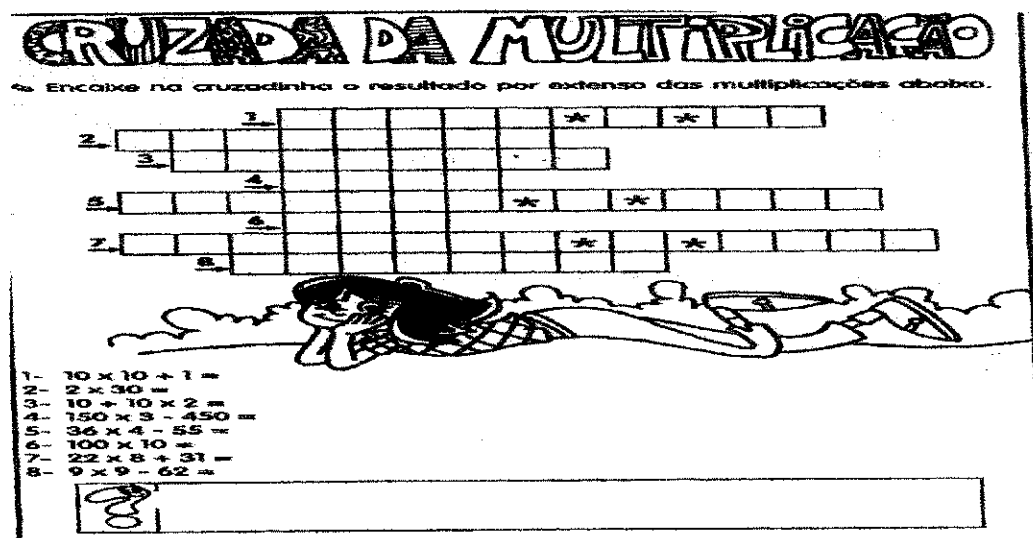 CRUZADA DA MULTIPLICAÇÃO
Encaixe na cruzadinha o resultado por extenso das multiplicações abaixo.
1 * *
2
3
4
5 * *
6
7 * *
8
1- 10 x 10 + 1 =
2- 2 x 30 =
3- 10 + 10 x 2 =
4- 150 x 3 - 450 =
5- 36 x 4 - 55 =
6- 100 x 10 =
7- 22 x 8 + 31 =
8- 9 x 9 - 62 =
?